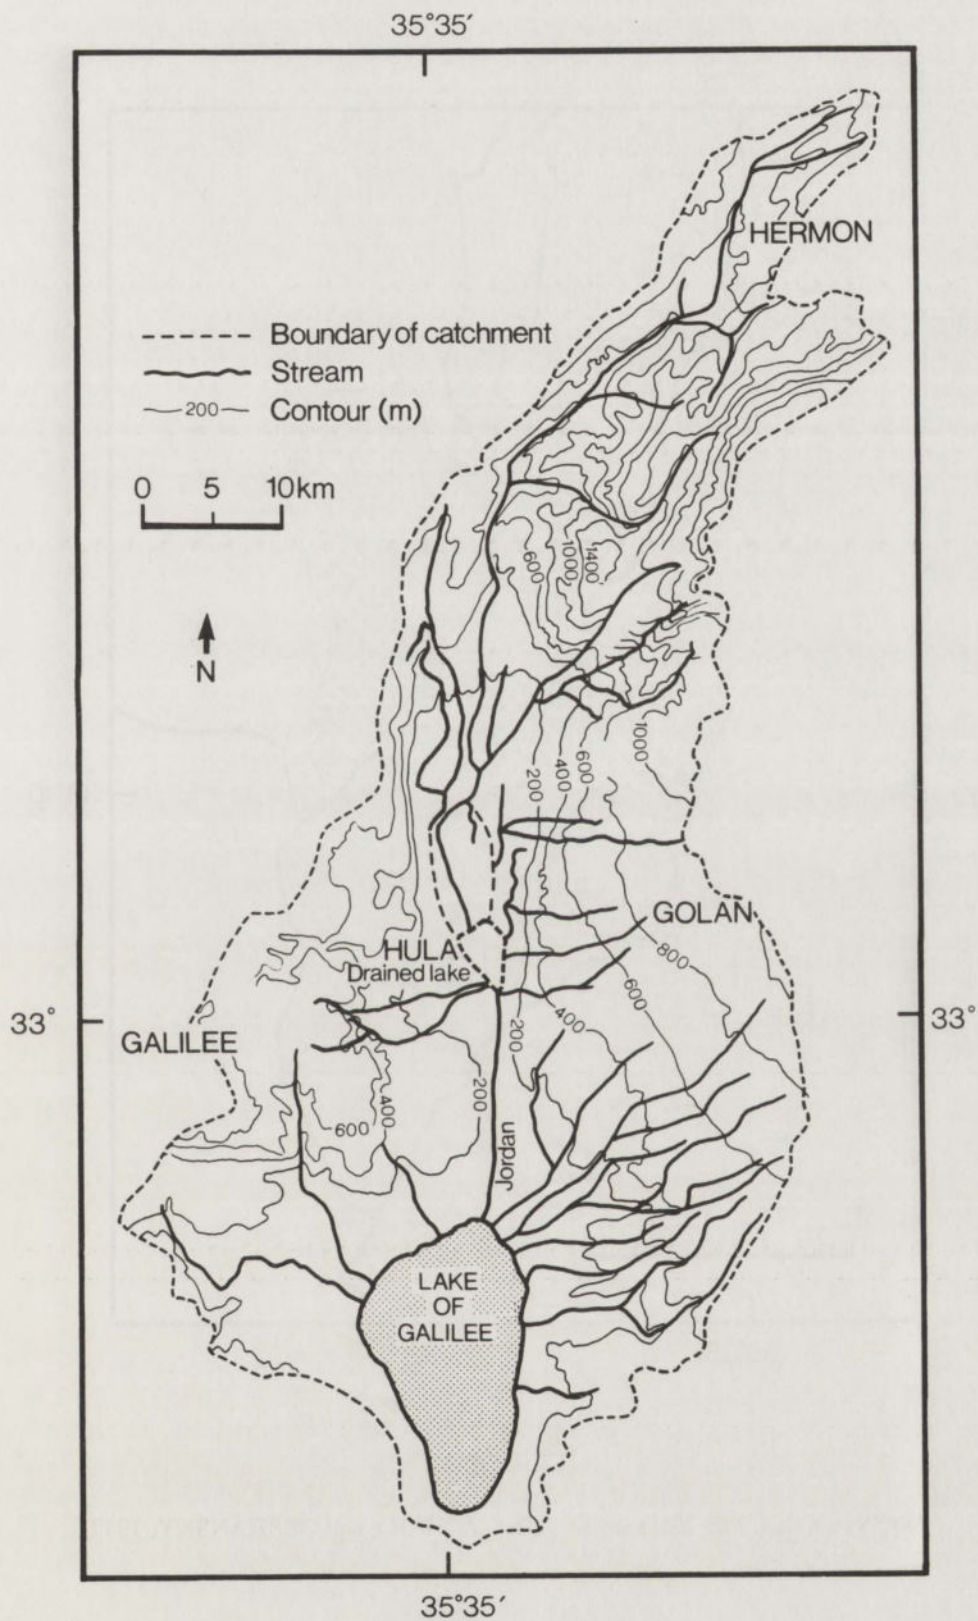 35°35′
HERMON
Boundary of catchment
Stream
200
Contour (m)
0 5 10km
N
600
1000
1400
1000
200
400
600
GOLAN
HULA
Drained lake
800
600
400
200
33°
33°
GALILEE
600
400
200
Jordan
LAKE
OF
GALILEE
35°35′